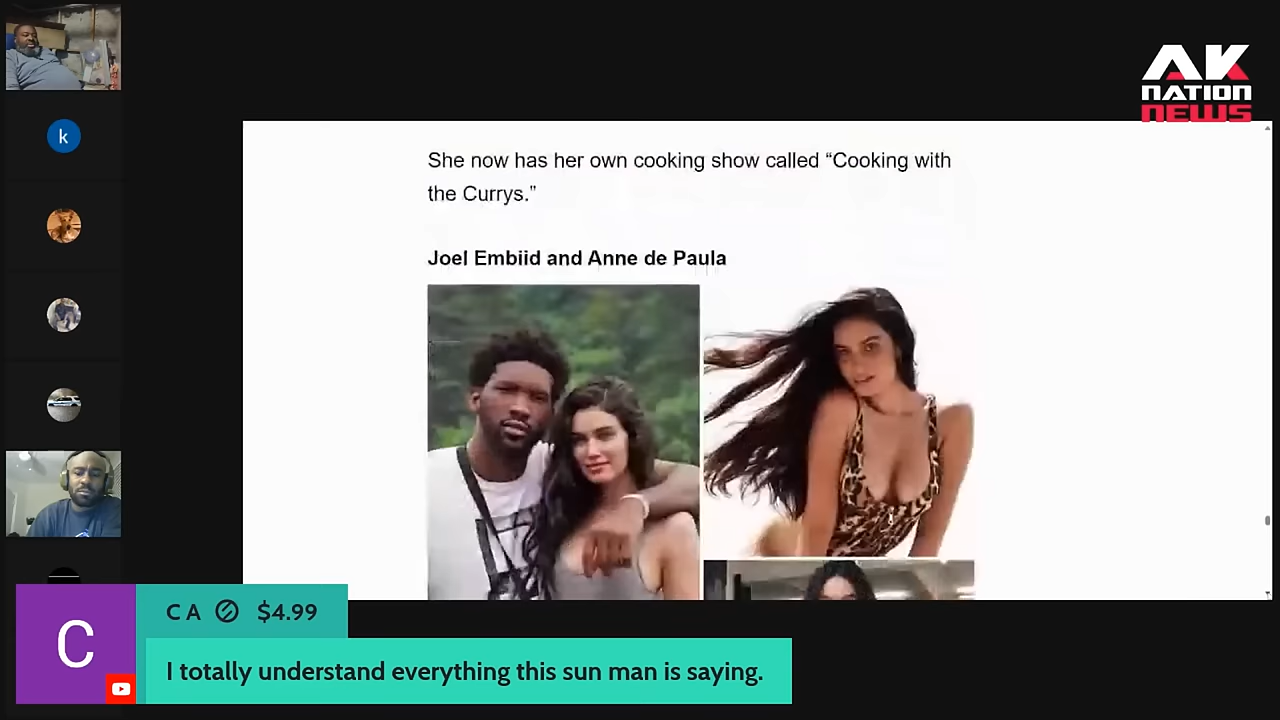 AK
NATION
NEWS
k
She now has her own cooking show called “Cooking with
the Currys.”
Joel Embiid and Anne de Paula
C
C A $4.99
I totally understand everything this sun man is saying.